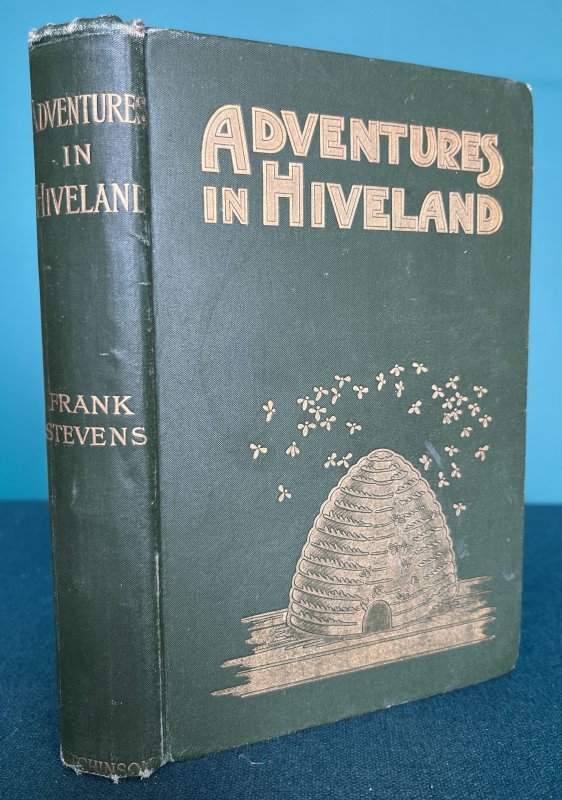 ADVENTURES
IN
HIVELAND
FRANK
STEVENS
ADVENTURES
IN HIVELAND